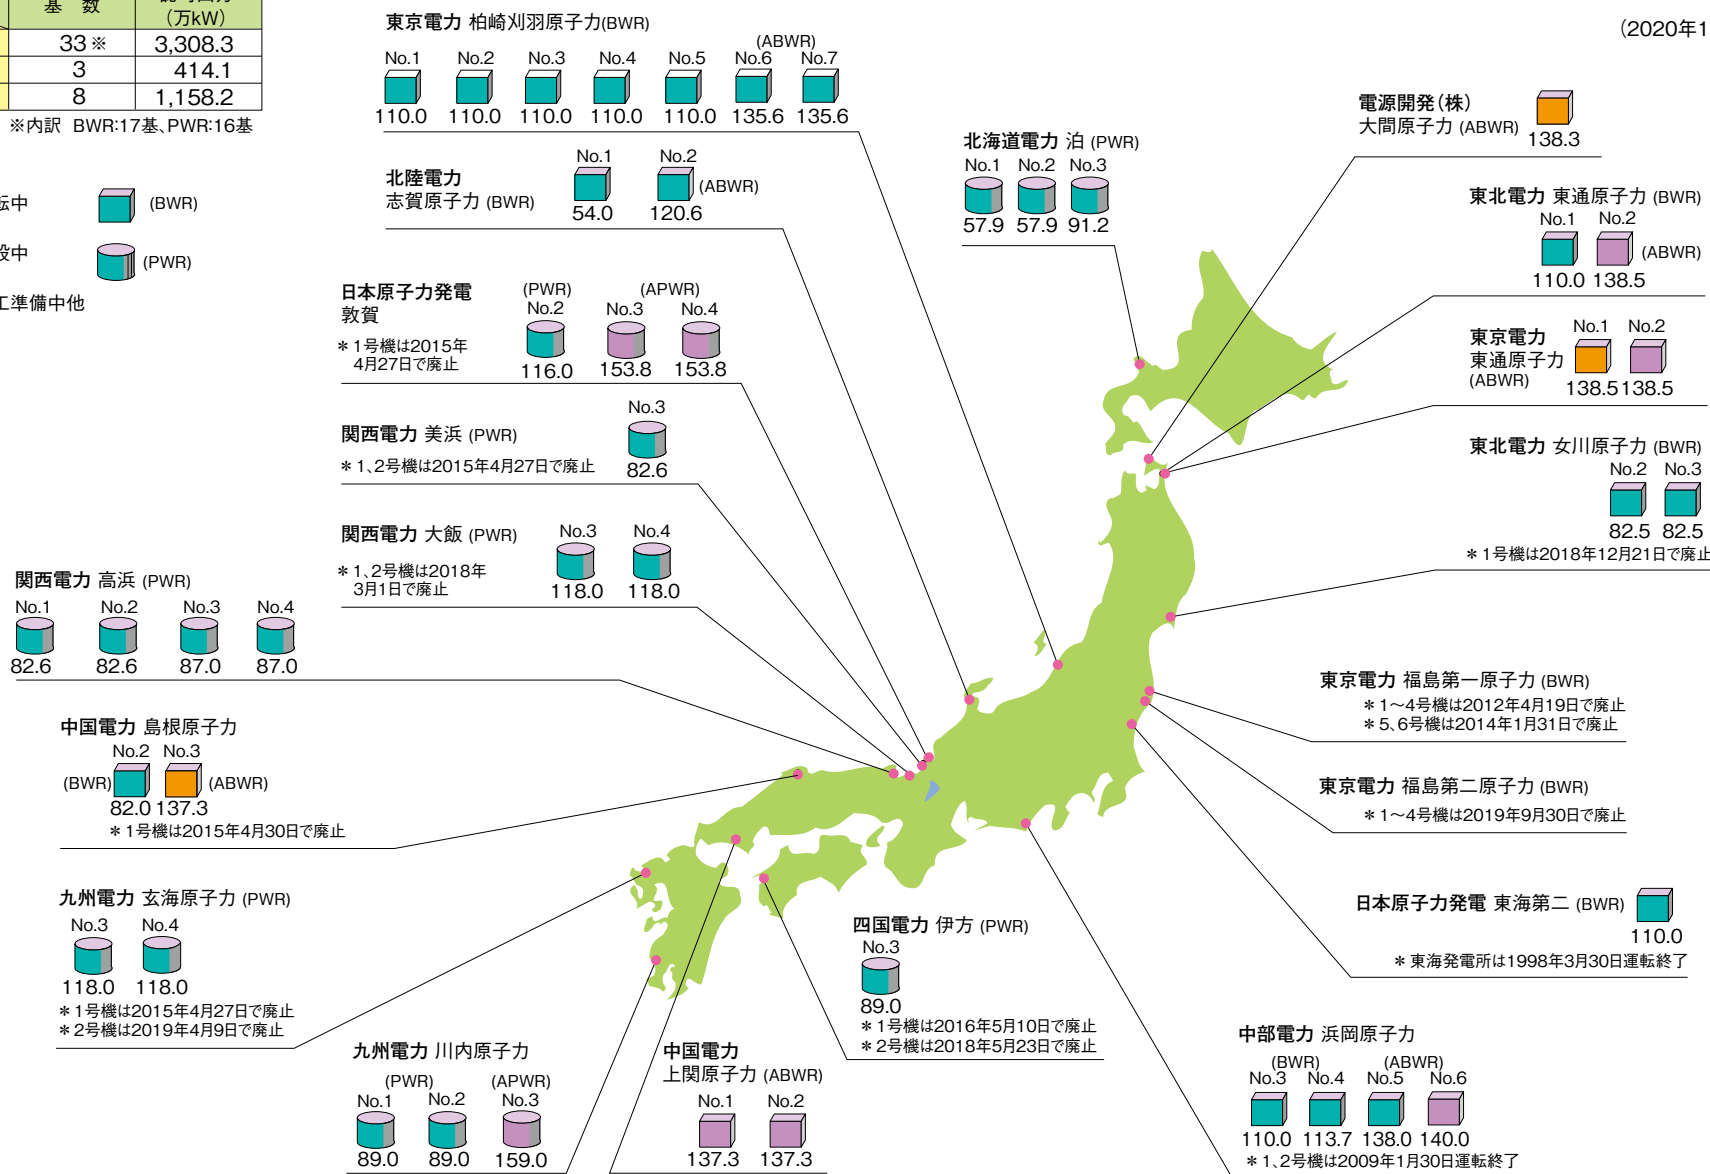 基 数
(万kW)
33※ 3,308.3
3 414.1
8 1,158.2
※内訳 BWR:17基、PWR:16基
(BWR)
(PWR)
工準備中他
東京電力 柏崎刈羽原子力(BWR)
(ABWR)
No.1 No.2 No.3 No.4 No.5 No.6 No.7
110.0 110.0 110.0 110.0 110.0 135.6 135.6
(2020年1
北陸電力
志賀原子力 (BWR)
No.1 No.2
(ABWR)
54.0 120.6
北海道電力 泊 (PWR)
No.1 No.2 No.3
57.9 57.9 91.2
電源開発(株)
大間原子力 (ABWR)
138.3
東北電力 東通原子力 (BWR)
No.1 No.2
(ABWR)
110.0 138.5
東京電力
東通原子力
(ABWR)
No.1 No.2
138.5 138.5
東北電力 女川原子力 (BWR)
No.2 No.3
82.5 82.5
*1号機は2018年12月21日で廃止
日本原子力発電
敦賀
*1号機は2015年
4月27日で廃止
(PWR) (APWR)
No.2 No.3 No.4
116.0 153.8 153.8
関西電力 美浜 (PWR)
*1、2号機は2015年4月27日で廃止
No.3
82.6
関西電力 大飯 (PWR)
*1、2号機は2018年
3月1日で廃止
No.3 No.4
118.0 118.0
関西電力 高浜 (PWR)
No.1 No.2 No.3 No.4
82.6 82.6 87.0 87.0
中国電力 島根原子力
No.2 No.3
(BWR) (ABWR)
82.0 137.3
*1号機は2015年4月30日で廃止
東京電力 福島第一原子力 (BWR)
*1〜4号機は2012年4月19日で廃止
*5、6号機は2014年1月31日で廃止
東京電力 福島第二原子力 (BWR)
*1〜4号機は2019年9月30日で廃止
日本原子力発電 東海第二 (BWR)
110.0
*東海発電所は1998年3月30日運転終了
九州電力 玄海原子力 (PWR)
No.3 No.4
118.0 118.0
*1号機は2015年4月27日で廃止
*2号機は2019年4月9日で廃止
四国電力 伊方 (PWR)
No.3
89.0
*1号機は2016年5月10日で廃止
*2号機は2018年5月23日で廃止
九州電力 川内原子力
(PWR) (APWR)
No.1 No.2 No.3
89.0 89.0 159.0
中国電力
上関原子力 (ABWR)
No.1 No.2
137.3 137.3
中部電力 浜岡原子力
(BWR) (ABWR)
No.3 No.4 No.5 No.6
110.0 113.7 138.0 140.0
*1、2号機は2009年1月30日運転終了